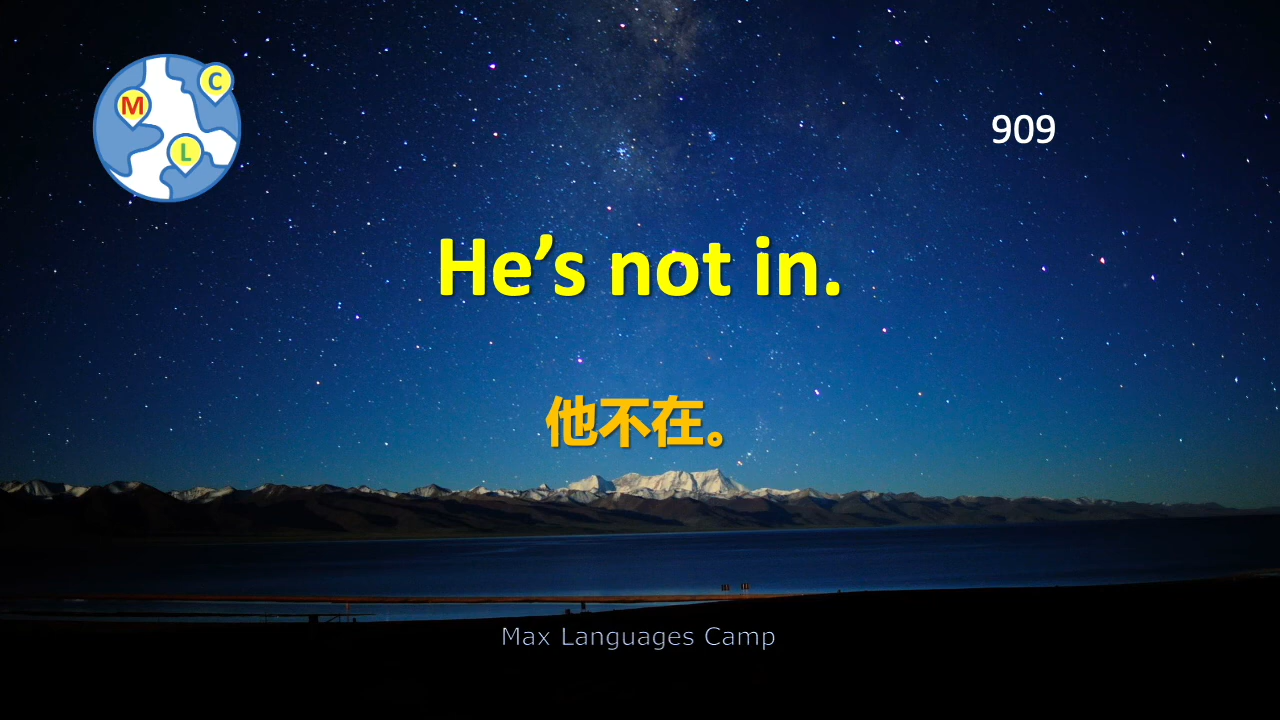 M
C
L
909
He’s not in.
他不在。
Max Languages Camp